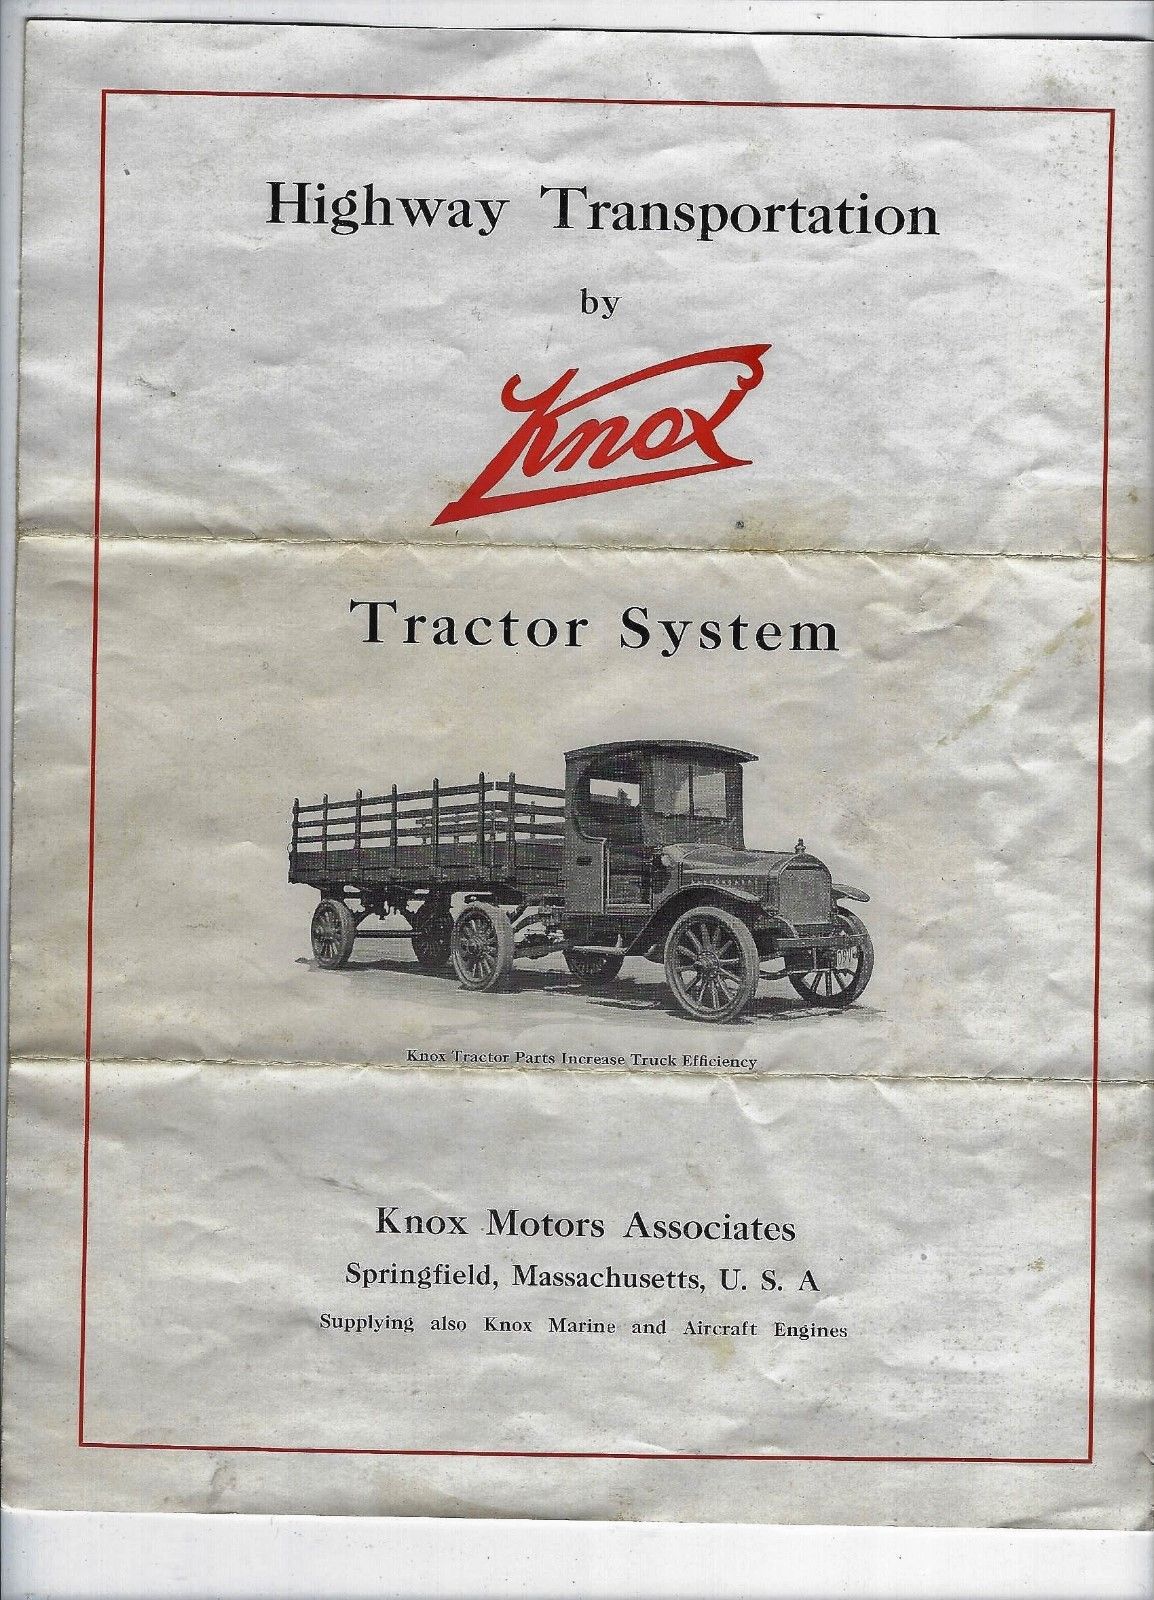 Highway Transportation
by
Knox
Tractor System
Knox Tractor Parts Increase Truck Efficiency
Knox Motors Associates
Springfield, Massachusetts, U. S. A
Supplying also Knox Marine and Aircraft Engines